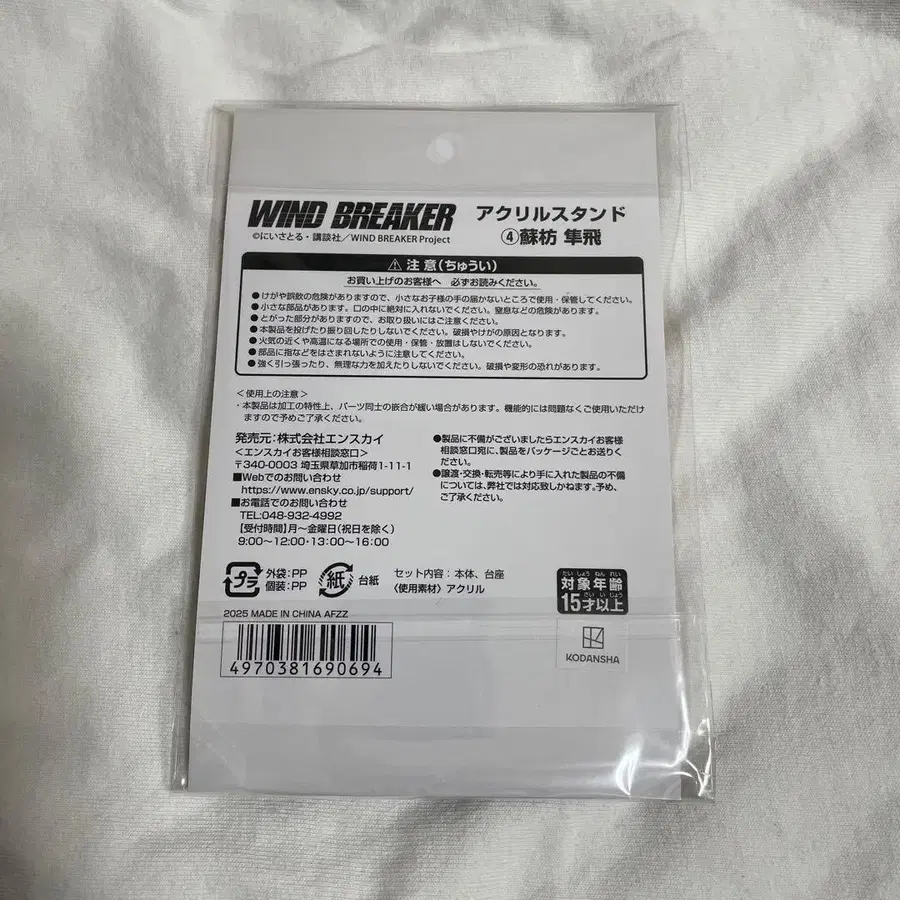 WIND BREAKER
©にいさとる・講談社／WIND BREAKER Project
アクリルスタンド
④蘇枋 隼飛
⚠ 注意(ちゅうい)
お買い上げのお客様へ 必ずお読みください。
●けがや誤飲の危険がありますので、小さなお子様の手の届かないところで使用・保管してください。
●小さな部品があります。口の中に絶対に入れないでください。窒息などの危険があります。
●とがった部分がありますので、お取り扱いにはご注意ください。
●本製品を投げたり振り回したりしないでください。破損やけがの原因となります。
●火気の近くや高温になる場所での使用・保管・放置はしないでください。
●部品に指などをはさまれないように注意してください。
●強く引っ張ったり、無理な力を加えたりしないでください。破損や変形の恐れがあります。
＜使用上の注意＞
・本製品は加工の特性上、パーツ同士の嵌合が緩い場合があります。機能的には問題なくご使用いただけ
ますので予めご了承ください。
発売元：株式会社エンスカイ
＜エンスカイお客様相談窓口＞
〒340-0003 埼玉県草加市稲荷1-11-1
■Webでのお問い合わせ
https://www.ensky.co.jp/support/
■お電話でのお問い合わせ
TEL:048-932-4992
【受付時間】月〜金曜日(祝日を除く)
9:00〜12:00・13:00〜16:00
●製品に不備がございましたらエンスカイお客様
相談窓口宛に、製品をパッケージごとお送りく
ださい。
●譲渡・交換・転売等により手に入れた製品の不備
については、弊社では対応致しかねます。予め、
ご了承ください。
プラ
外袋：PP
個装：PP
紙
台紙
セット内容：本体、台座
〈使用素材〉アクリル
たいしょうねんれい
対象年齢
さいいじょう
15才以上
2025 MADE IN CHINA AFZZ
4970381690694
KODANSHA